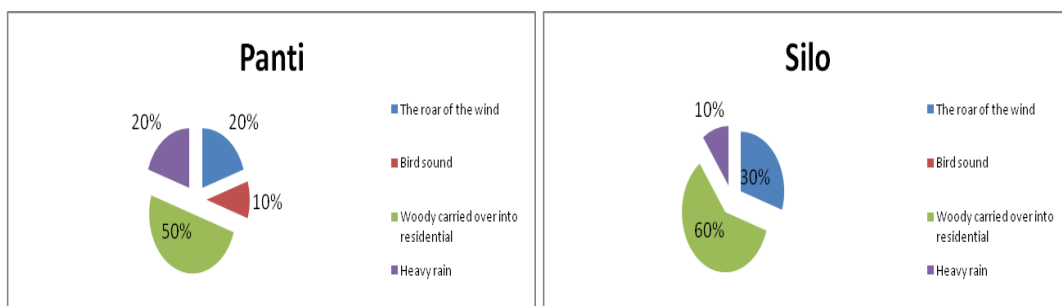 Panti
20%
20%
10%
50%
The roar of the wind
Bird sound
Woody carried over into
residential
Heavy rain
Silo
10%
30%
60%
The roar of the wind
Bird sound
Woody carried over into
residential
Heavy rain